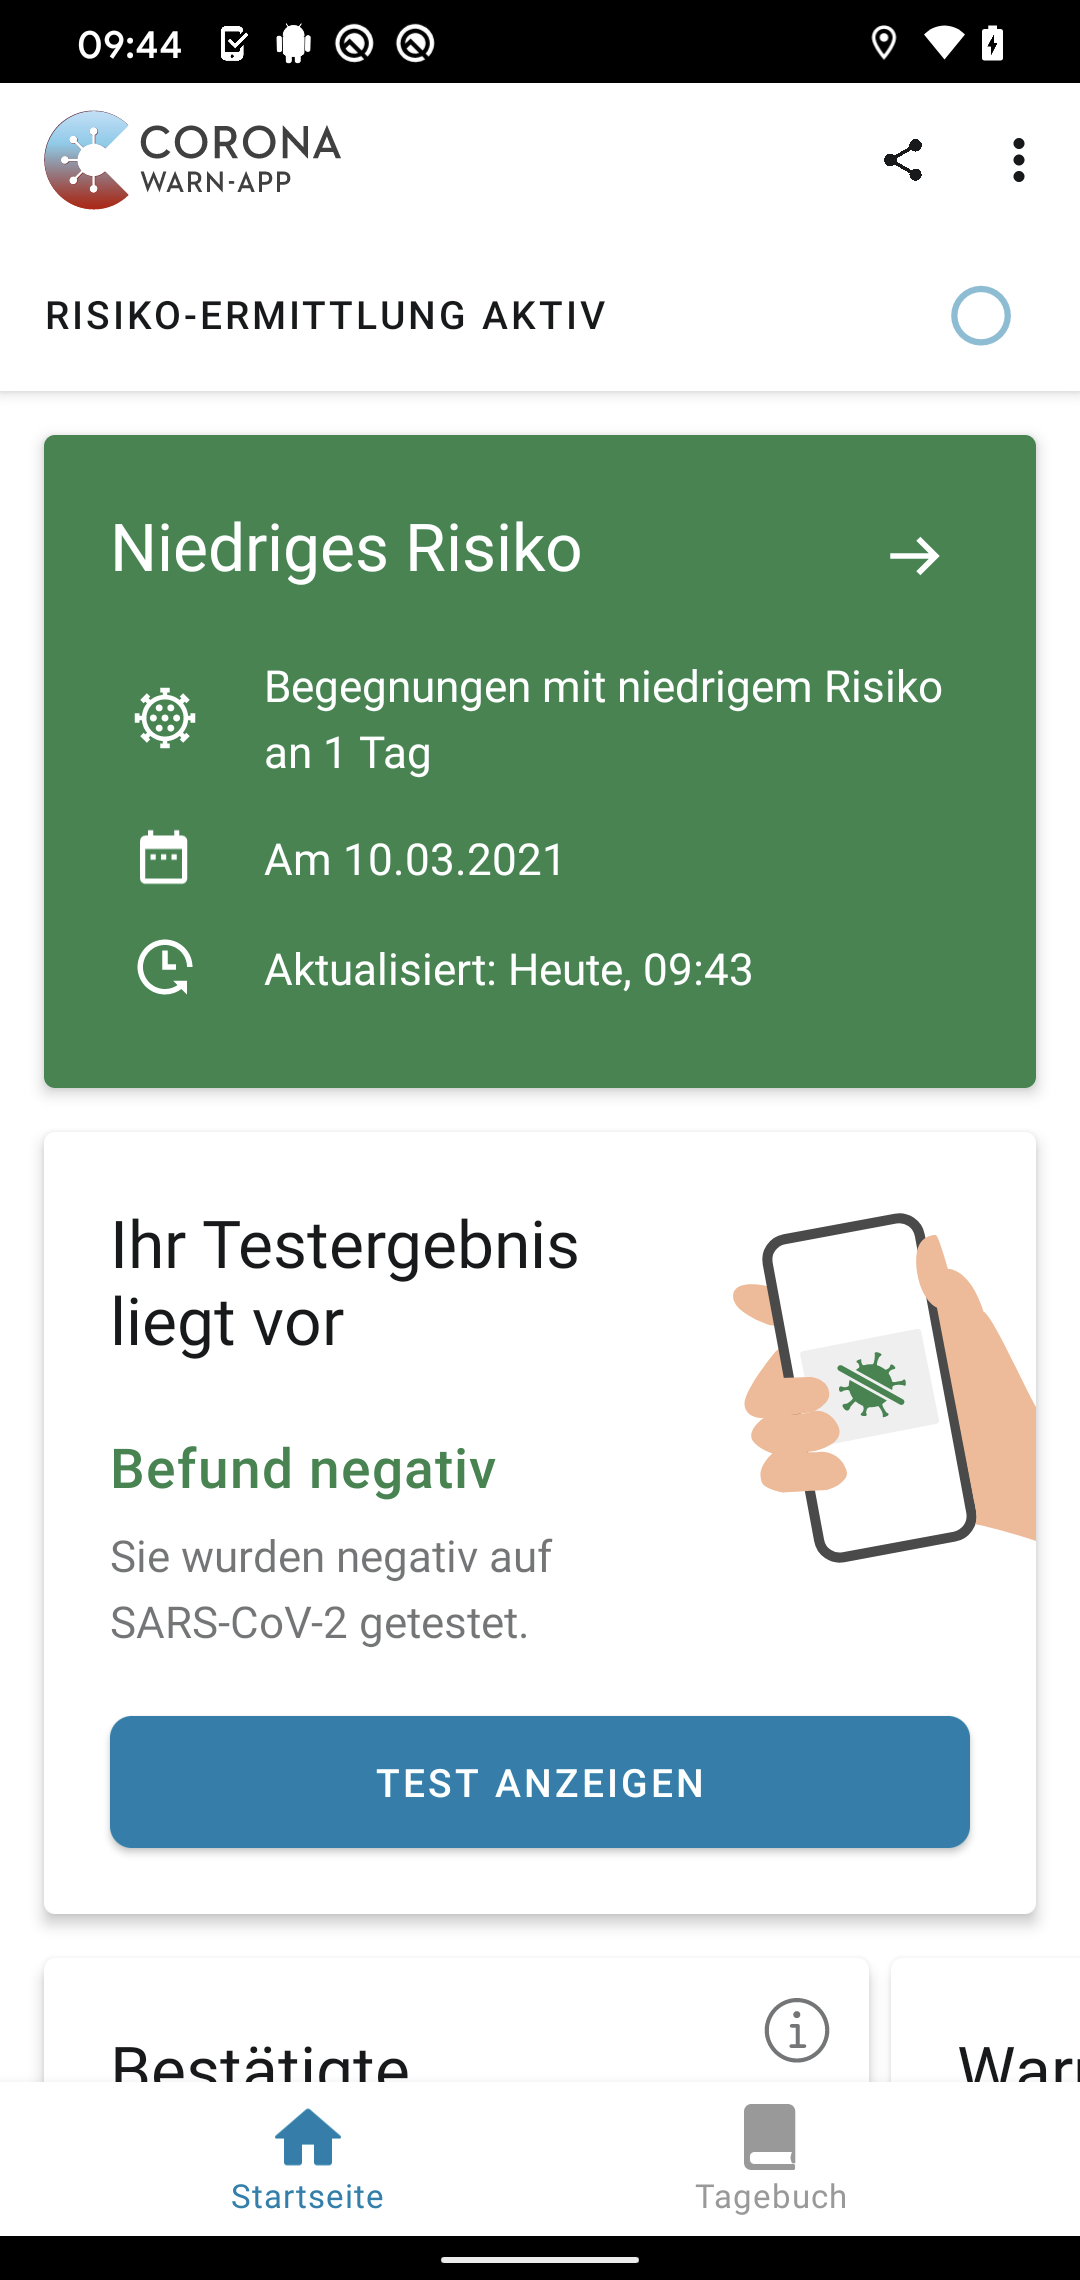 09:44
CORONA
WARN-APP
RISIKO-ERMITTLUNG AKTIV
Niedriges Risiko
Begegnungen mit niedrigem Risiko
an 1 Tag
Am 10.03.2021
Aktualisiert: Heute, 09:43
Ihr Testergebnis
liegt vor
Befund negativ
Sie wurden negativ auf
SARS-CoV-2 getestet.
TEST ANZEIGEN
Bestätigte
Startseite
Tagebuch